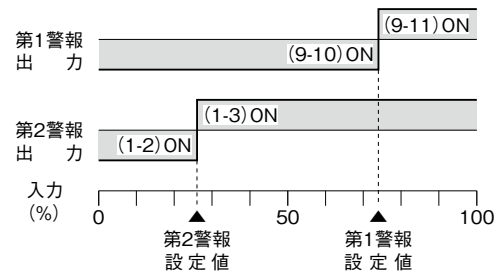 (9-11)ON
第1警報
出 力
(9-10)ON
(1-3)ON
第2警報
出 力
(1-2)ON
入力
(%)
0 50 100
第2警報 第1警報
設定値 設定値